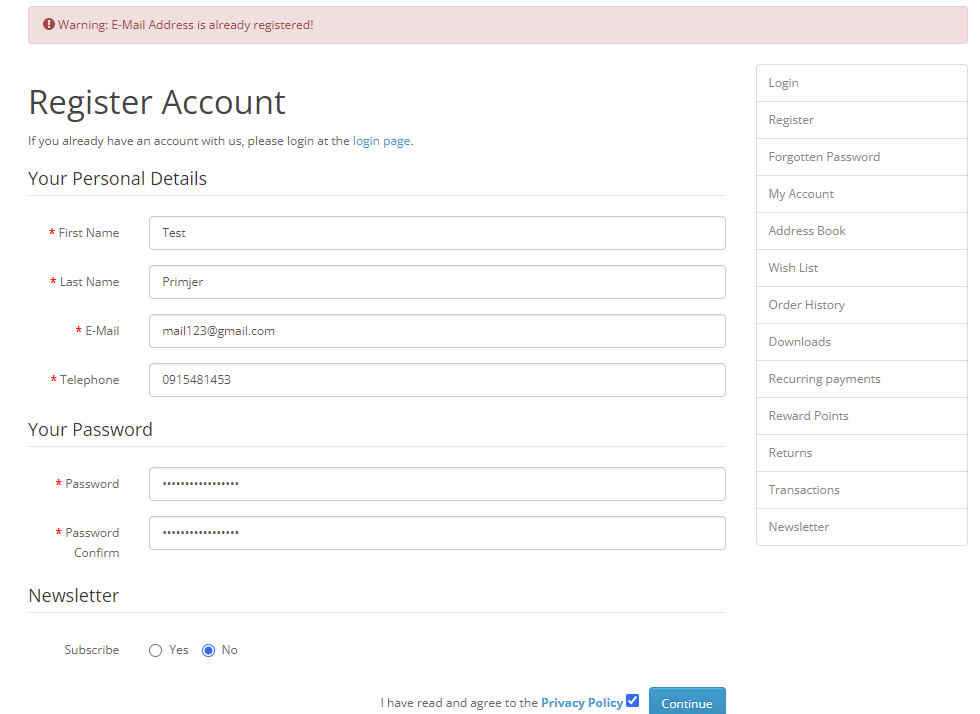 Warning: E-Mail Address is already registered!
Register Account
If you already have an account with us, please login at the login page.
Your Personal Details
* First Name Test
* Last Name Primjer
* E-Mail mail123@gmail.com
* Telephone 0915481453
Your Password
* Password •••••••••••••••••
* Password Confirm •••••••••••••••••
Newsletter
Subscribe Yes No
I have read and agree to the Privacy Policy Continue
Login
Register
Forgotten Password
My Account
Address Book
Wish List
Order History
Downloads
Recurring payments
Reward Points
Returns
Transactions
Newsletter